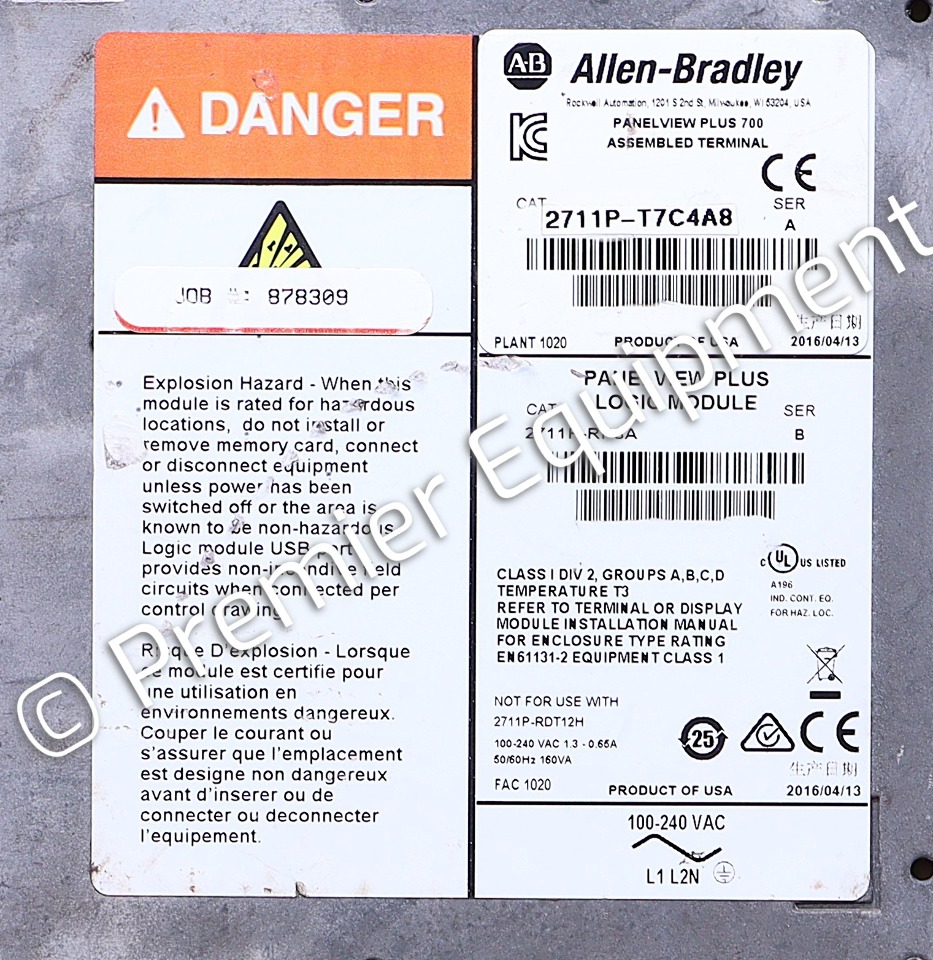 DANGER
JOB #: 878309
Explosion Hazard - When this
module is rated for hazardous
locations, do not install or
remove memory card, connect
or disconnect equipment
unless power has been
switched off or the area is
known to be non-hazardous.
Logic module USB port
provides non-incendive field
circuits when connected per
control drawing
Risque D'explosion - Lorsque
ce module est certifie pour
une utilisation en
environnements dangereux.
Couper le courant ou
s'assurer que l'emplacement
est designe non dangereux
avant d'inserer ou de
connecter ou deconnecter
l'equipement.
A-B Allen-Bradley
Rockwell Automation, 1201 S 2nd St, Milwaukee, WI 53204, USA
PANELVIEW PLUS 700
ASSEMBLED TERMINAL
CE
CAT
SER
2711P-T7C4A8
A
生产日期
PLANT 1020 PRODUCT OF USA 2016/04/13
PANELVIEW PLUS
LOGIC MODULE
CAT
SER
B
C UL US LISTED
A196
IND. CONT. EQ.
FOR HAZ. LOC.
CLASS I DIV 2, GROUPS A,B,C,D
TEMPERATURE T3
REFER TO TERMINAL OR DISPLAY
MODULE INSTALLATION MANUAL
FOR ENCLOSURE TYPE RATING
EN61131-2 EQUIPMENT CLASS 1
NOT FOR USE WITH
2711P-RDT12H
100-240 VAC 1.3 - 0.65A
50/60Hz 160VA
25
CE
生产日期
FAC 1020 PRODUCT OF USA 2016/04/13
100-240 VAC
L1 L2N
© Premier Equipment